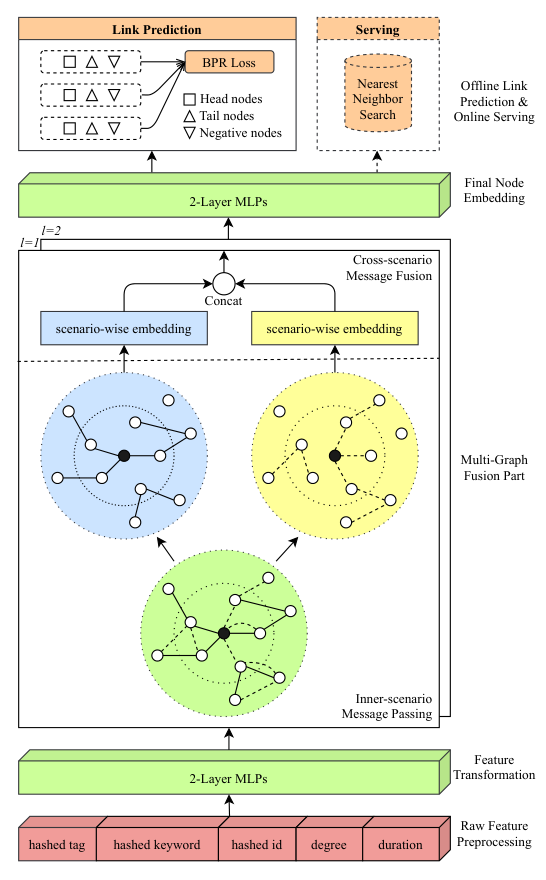 Link Prediction
BPR Loss
Head nodes
Tail nodes
Negative nodes
Serving
Nearest
Neighbor
Search
Offline Link
Prediction &
Online Serving
2-Layer MLPs
Final Node
Embedding
l=2
l=1
Cross-scenario
Message Fusion
Concat
scenario-wise embedding
scenario-wise embedding
Multi-Graph
Fusion Part
Inner-scenario
Message Passing
2-Layer MLPs
Feature
Transformation
hashed tag
hashed keyword
hashed id
degree
duration
Raw Feature
Preprocessing